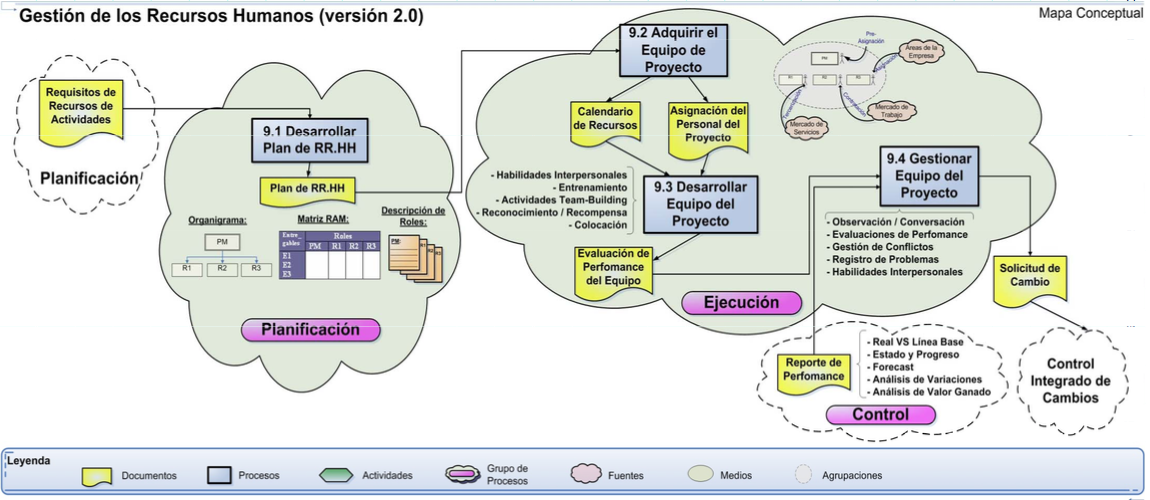 Gestión de los Recursos Humanos (versión 2.0)
Mapa Conceptual
Requisitos de
Recursos de
Actividades
Planificación
9.1 Desarrollar
Plan de RR.HH
Plan de RR.HH
Organigrama:
PM
R1
R2
R3
Matriz RAM:
Entre_
gables
Roles
PM R1 R2 R3
E1
E2
E3
Descripción de
Roles:
PM:
R1
R2
R3
Planificación
9.2 Adquirir el
Equipo de
Proyecto
Calendario
de Recursos
Asignación del
Personal del
Proyecto
- Habilidades Interpersonales
- Entrenamiento
- Actividades Team-Building
- Reconocimiento / Recompensa
- Colocación
9.3 Desarrollar
Equipo del
Proyecto
Evaluación de
Perfomance
del Equipo
Ejecución
Pre-
Asignación
Áreas de la
Empresa
PM
R1
R2
R3
Contratación
Mercado de
Trabajo
Mercado de
Servicios
9.4 Gestionar
Equipo del
Proyecto
- Observación / Conversación
- Evaluaciones de Perfomance
- Gestión de Conflictos
- Registro de Problemas
- Habilidades Interpersonales
Solicitud de
Cambio
Reporte de
Perfomance
- Real VS Línea Base
- Estado y Progreso
- Forecast
- Análisis de Variaciones
- Análisis de Valor Ganado
Control
Control
Integrado de
Cambios
Leyenda
Documentos
Procesos
Actividades
Grupo de
Procesos
Fuentes
Medios
Agrupaciones